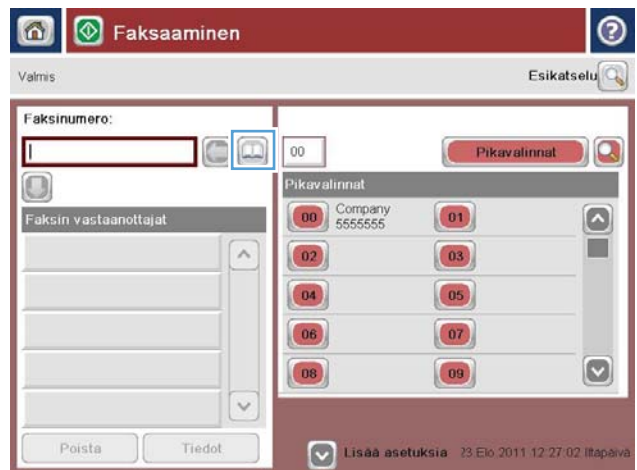 Faksaaminen
?
Valmis
Esikatselu
Faksinumero:
00
Pikavalinnat
Pikavalinnat
00 Company 01
5555555
Faksin vastaanottajat
02 03
04 05
06 07
08 09
Poista Tiedot
Lisää asetuksia 23 Elo 2011 12:27:02 Iltapäivä